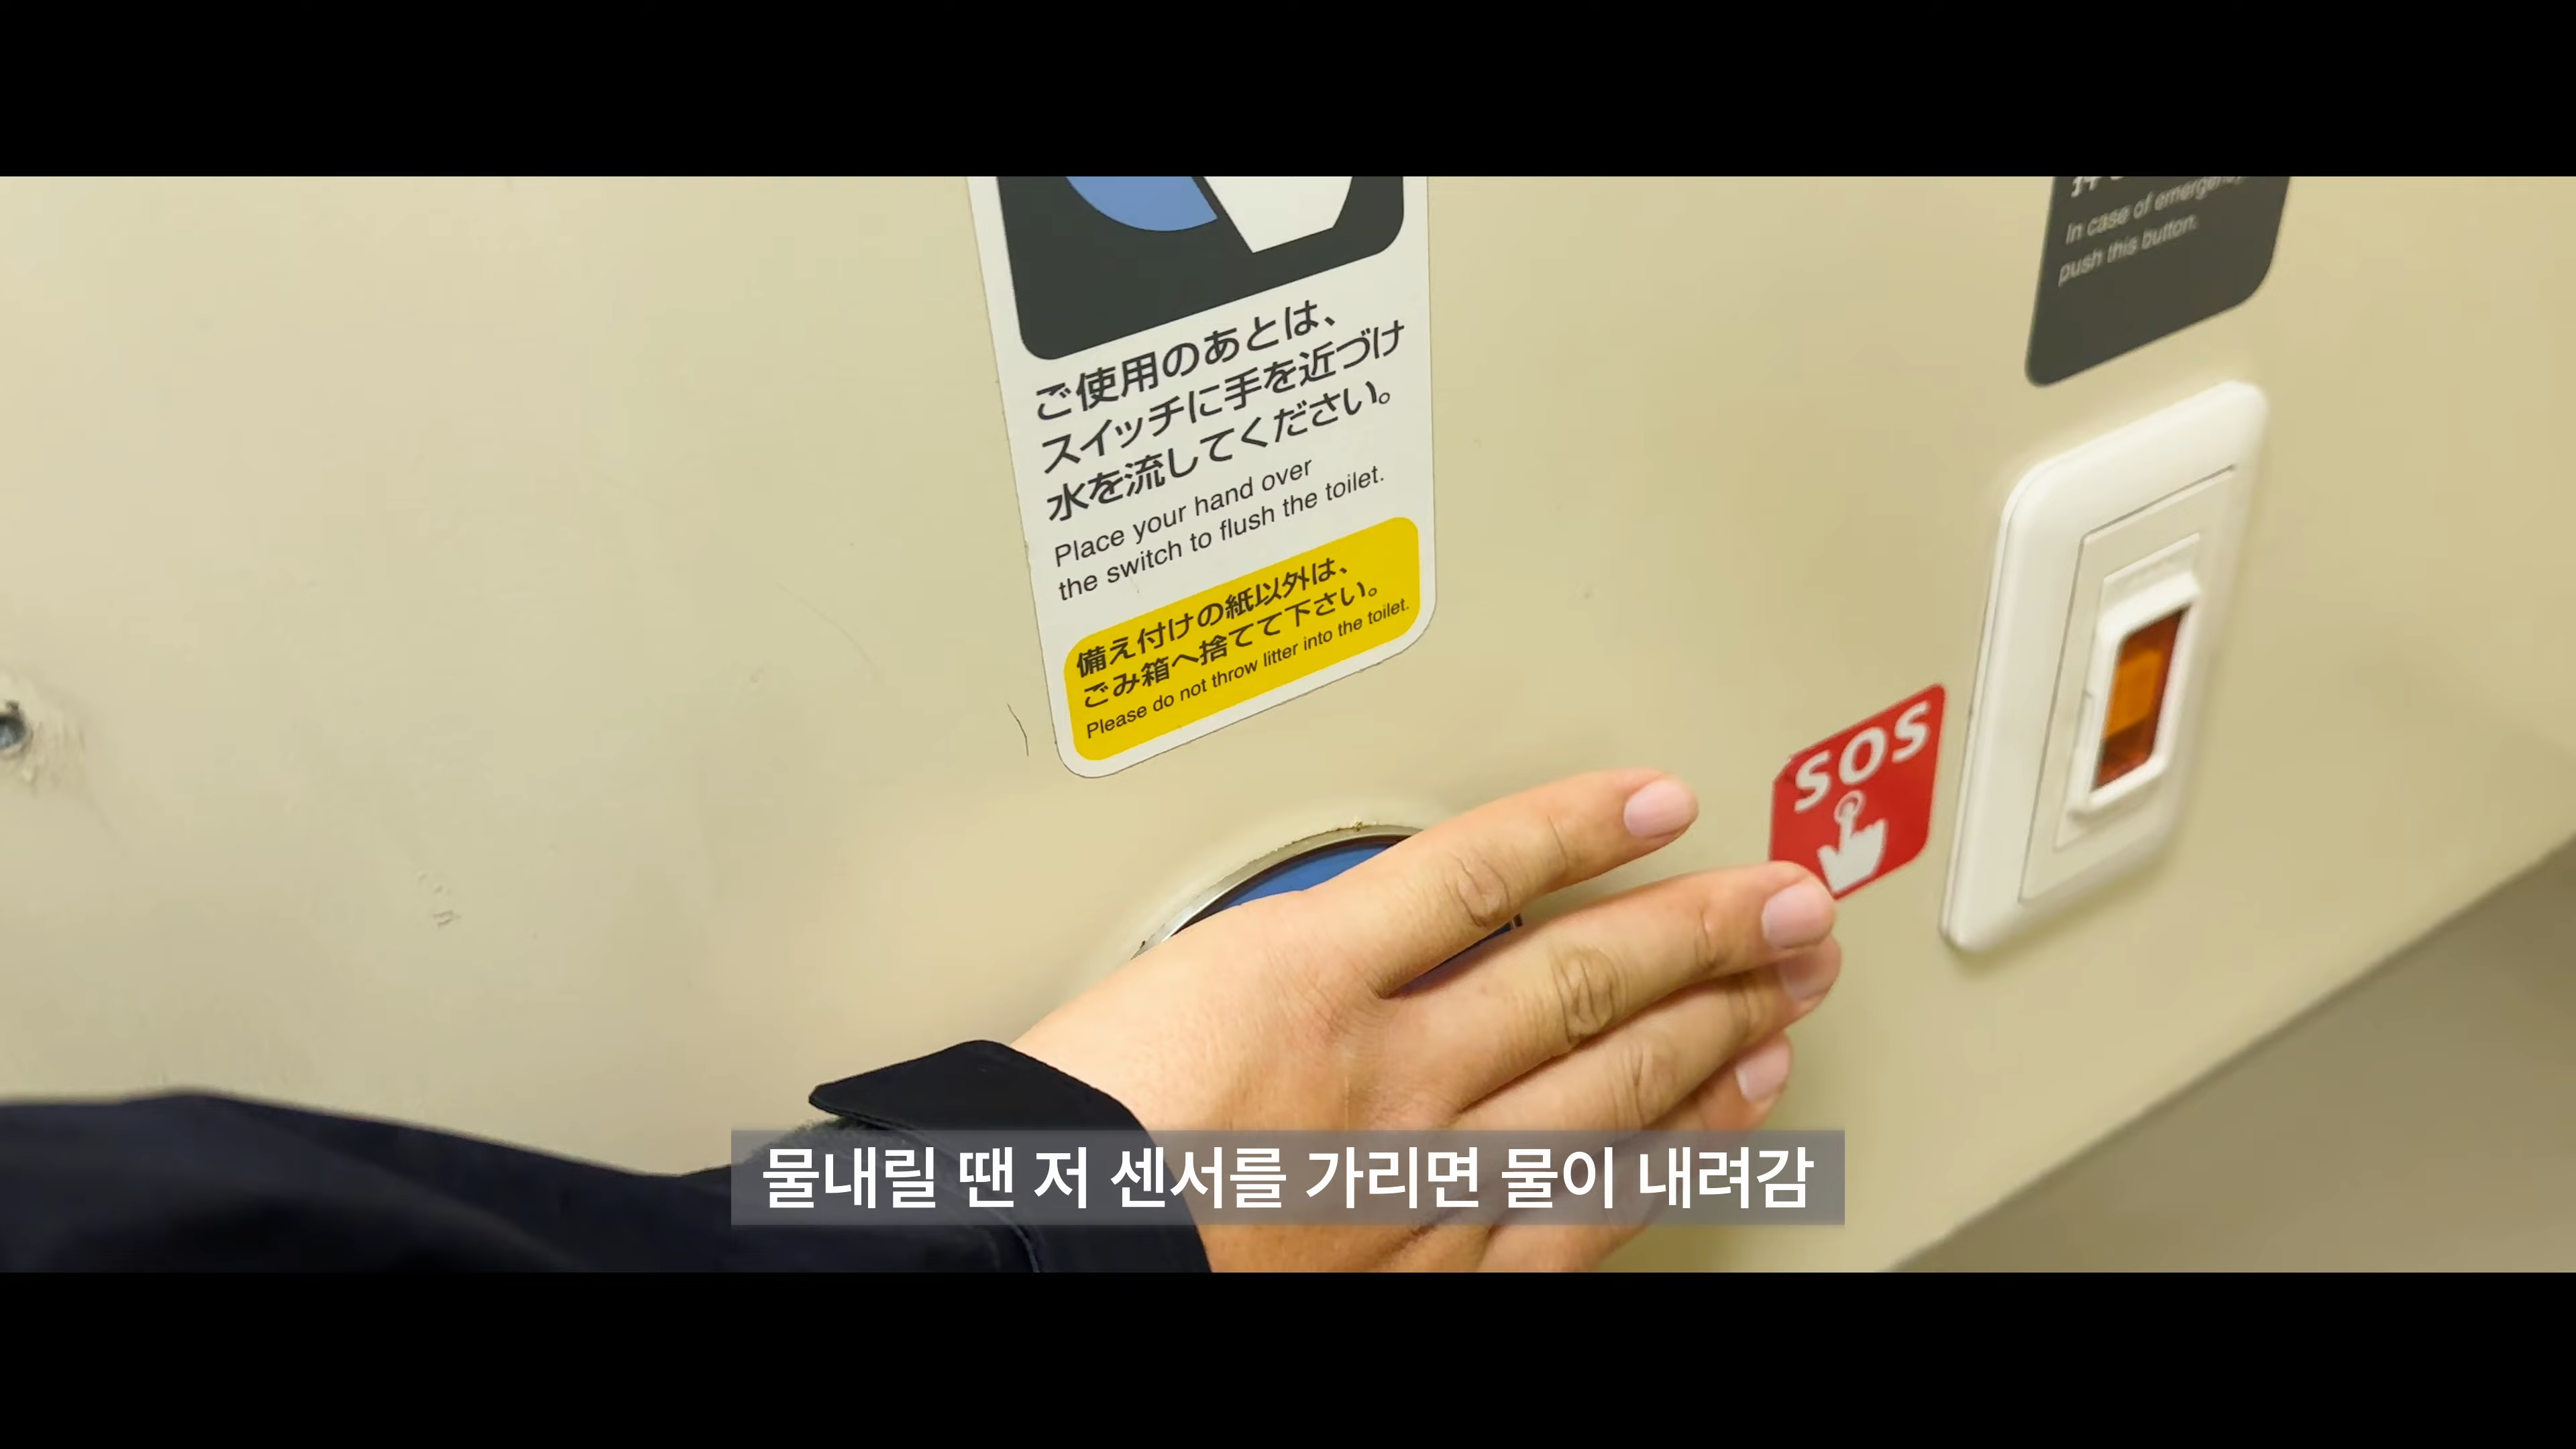 ご使用のあとは、
スイッチに手を近づけ
水を流してください。
Place your hand over
the switch to flush the toilet.
備え付けの紙以外は、
ごみ箱へ捨てて下さい。
Please do not throw litter into the toilet.
In case of emergency,
push this button.
SOS
물내릴 땐 저 센서를 가리면 물이 내려감